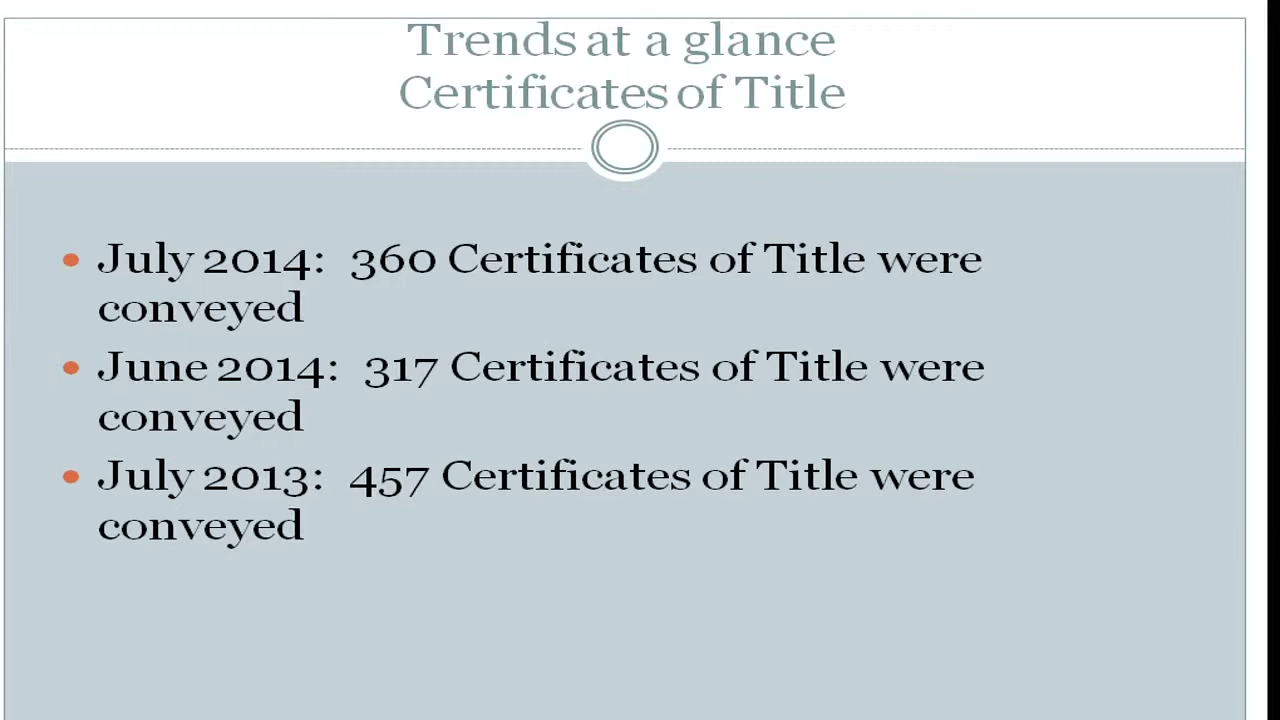 Trends at a glance
Certificates of Title
• July 2014: 360 Certificates of Title were
conveyed
• June 2014: 317 Certificates of Title were
conveyed
• July 2013: 457 Certificates of Title were
conveyed